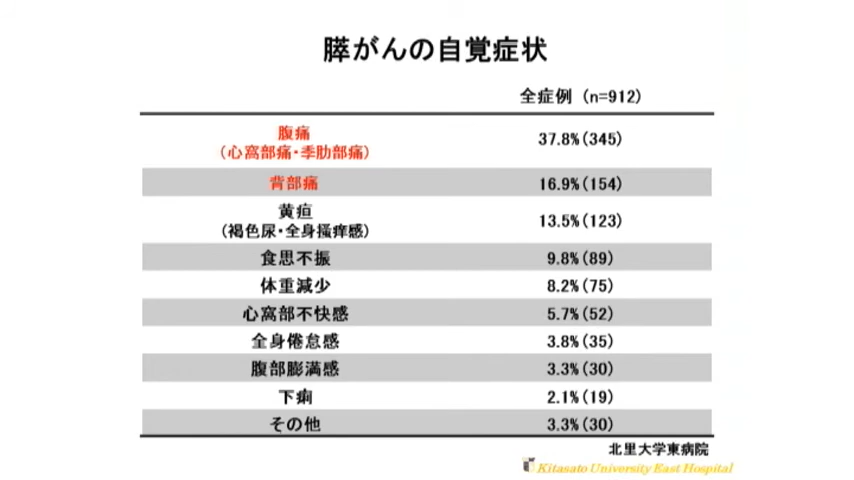 膵がんの自覚症状
全症例 (n=912)
腹痛
(心窩部痛・季肋部痛)
37.8%(345)
背部痛
16.9%(154)
黄疸
(褐色尿・全身搔痒感)
13.5%(123)
食思不振
9.8%(89)
体重減少
8.2%(75)
心窩部不快感
5.7%(52)
全身倦怠感
3.8%(35)
腹部膨満感
3.3%(30)
下痢
2.1%(19)
その他
3.3%(30)
北里大学東病院
Kitasato University East Hospital